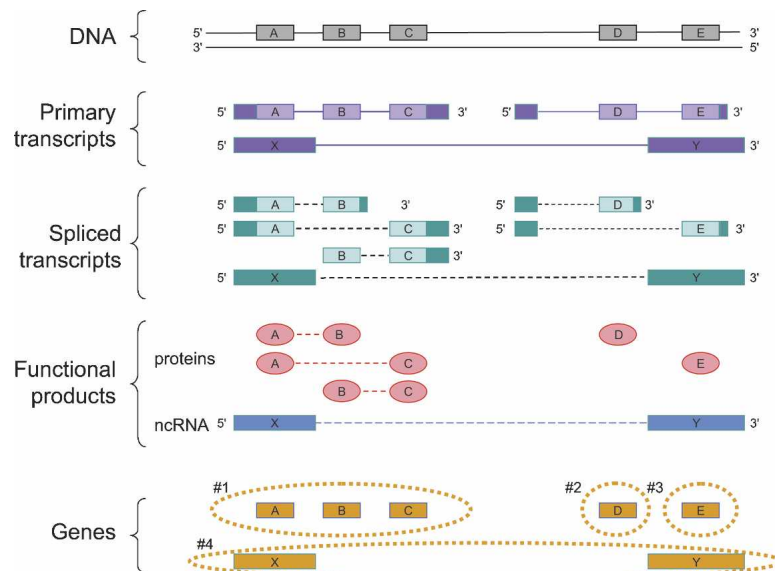 DNA
5' A B C D E 3'
3' 5'
Primary
transcripts
5' A B C 3' 5' D E 3'
5' X Y 3'
Spliced
transcripts
5' A B 3' 5' D 3'
5' A C 3' 5' E 3'
B C 3'
5' X Y 3'
Functional
products
proteins
A B D
A C E
B C
ncRNA
5' X Y 3'
Genes
#1 #2 #3
A B C D E
#4
X Y